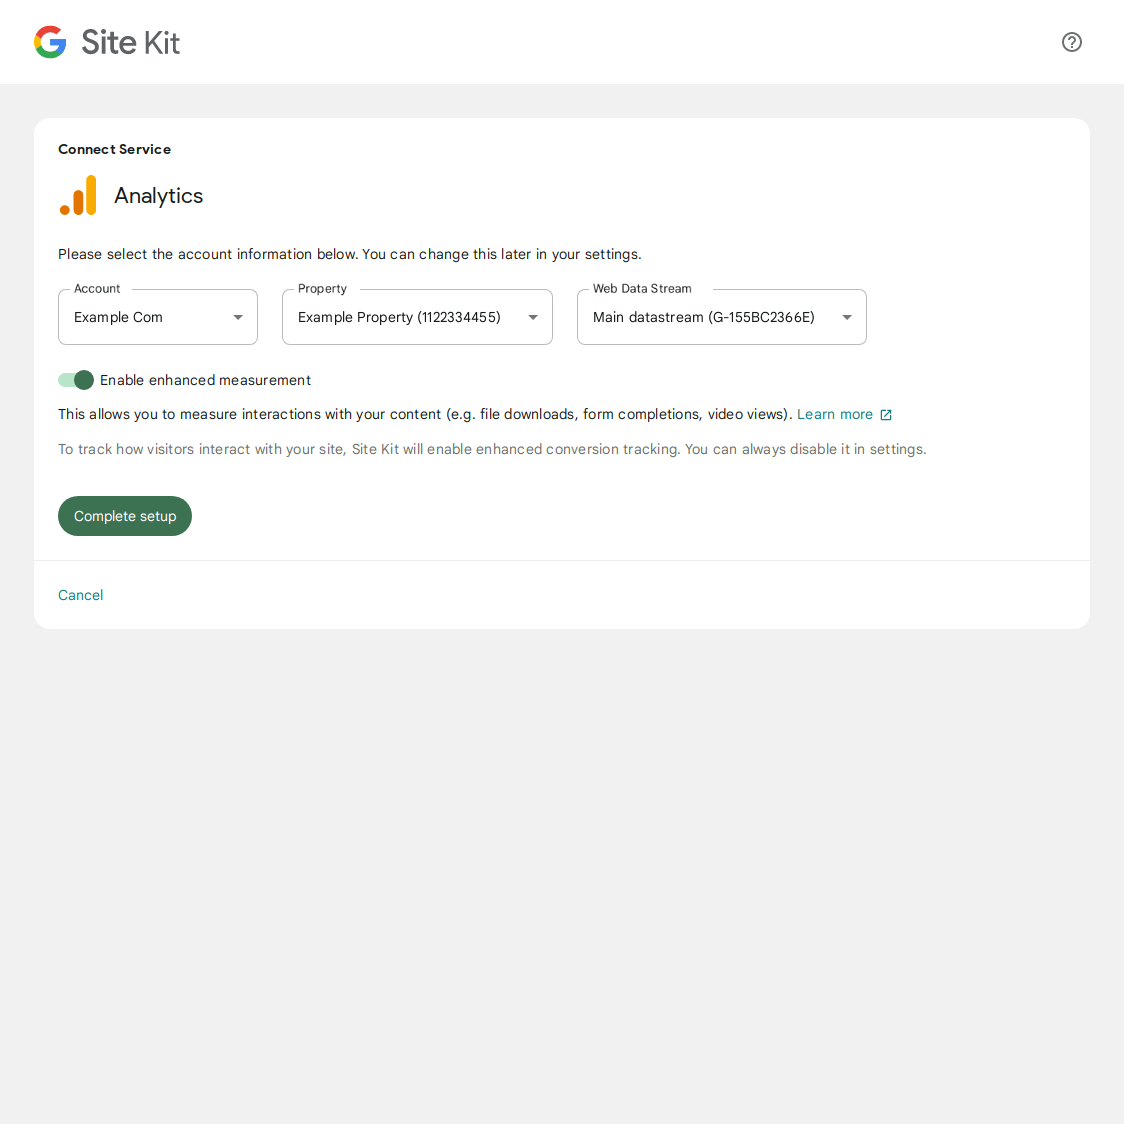 Site Kit
Connect Service
Analytics
Please select the account information below. You can change this later in your settings.
Account
Example Com
Property
Example Property (1122334455)
Web Data Stream
Main datastream (G-155BC2366E)
Enable enhanced measurement
This allows you to measure interactions with your content (e.g. file downloads, form completions, video views). Learn more
To track how visitors interact with your site, Site Kit will enable enhanced conversion tracking. You can always disable it in settings.
Complete setup
Cancel